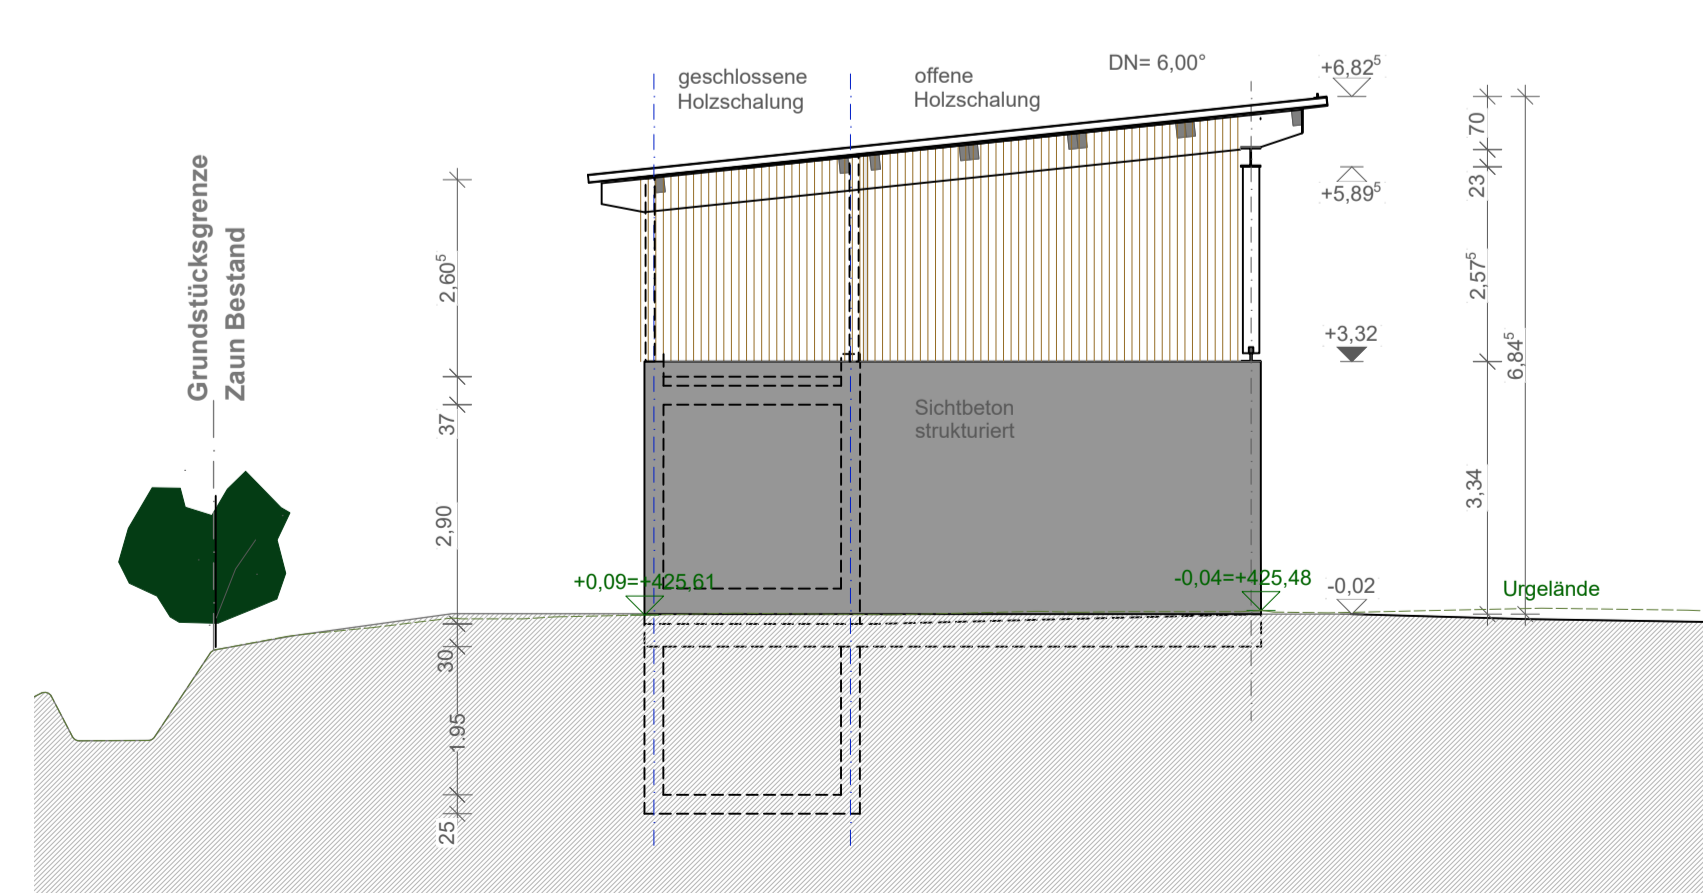 geschlossene
Holzschalung
offene
Holzschalung
DN= 6,00°
+6,82⁵
+5,89⁵
+3,32
-0,02
70
23
2,57⁵
3,34
6,84⁵
Grundstücksgrenze
Zaun Bestand
2,60⁵
37
2,90
30
1.95
25
Sichtbeton
strukturiert
+0,09=+425,61
-0,04=+425,48
Urgelände